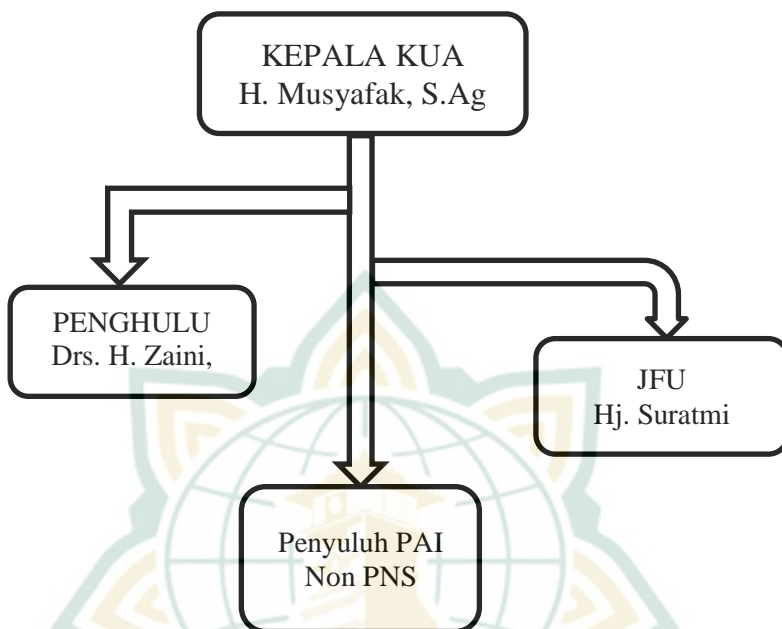 KEPALA KUA
H. Musyafak, S.Ag
PENGHULU
Drs. H. Zaini,
JFU
Hj. Suratmi
Penyuluh PAI
Non PNS